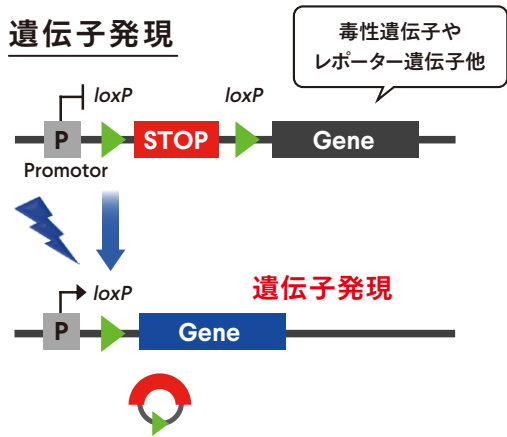 遺伝子発現
毒性遺伝子や
レポーター遺伝子他
loxP
loxP
P
STOP
Gene
Promotor
loxP
遺伝子発現
P
Gene